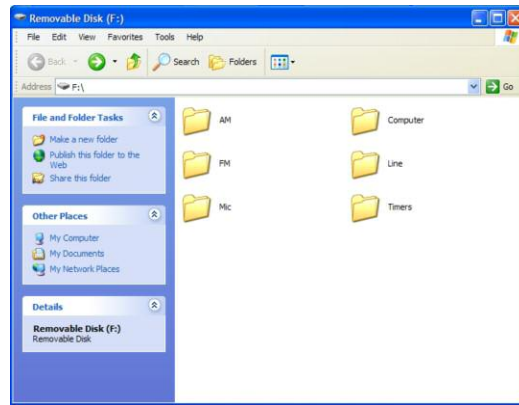 Removable Disk (F:)
File Edit View Favorites Tools Help
Back Search Folders
Address F:\ Go
File and Folder Tasks
Make a new folder
Publish this folder to the
Web
Share this folder
Other Places
My Computer
My Documents
My Network Places
Details
Removable Disk (F:)
Removable Disk
AM Computer
FM Line
Mic Timers